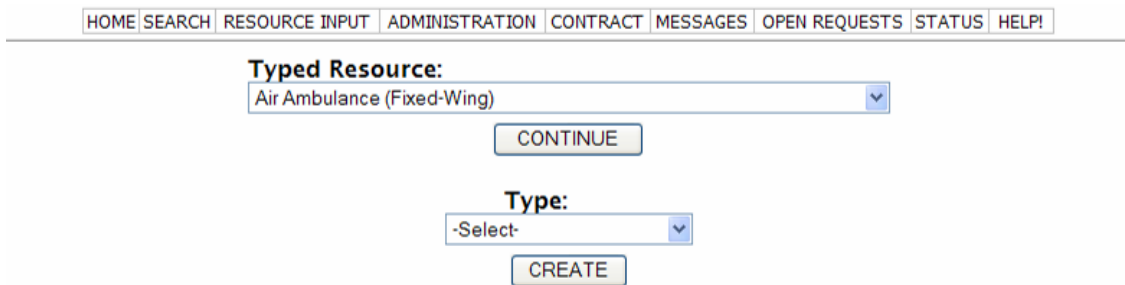 HOME SEARCH RESOURCE INPUT ADMINISTRATION CONTRACT MESSAGES OPEN REQUESTS STATUS HELP!
Typed Resource:
Air Ambulance (Fixed-Wing)
CONTINUE
Type:
-Select-
CREATE